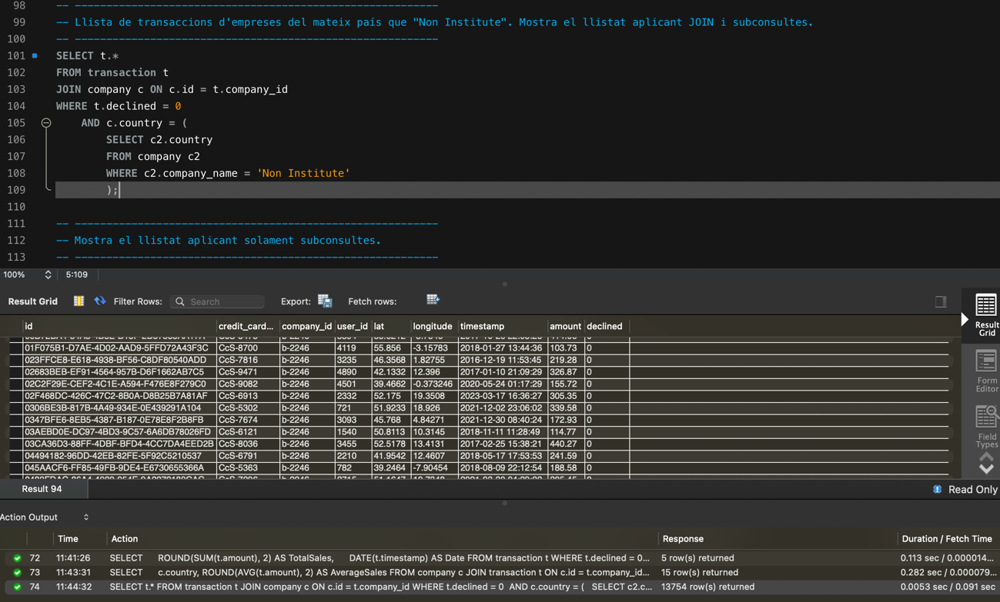 98 -- ----------------------------------------------------------
99 -- Llista de transaccions d'empreses del mateix país que "Non Institute". Mostra el llistat aplicant JOIN i subconsultes.
100 -- ----------------------------------------------------------
101 SELECT t.*
102 FROM transaction t
103 JOIN company c ON c.id = t.company_id
104 WHERE t.declined = 0
105 AND c.country = (
106 SELECT c2.country
107 FROM company c2
108 WHERE c2.company_name = 'Non Institute'
109 );
110
111 -- ----------------------------------------------------------
112 -- Mostra el llistat aplicant solament subconsultes.
113 -- ----------------------------------------------------------
100% 5:109
Result Grid Filter Rows: Search Export: Fetch rows:
Result Grid
Form Editor
Field Types
id credit_card... company_id user_id lat longitude timestamp amount declined
01F075B1-D7AE-4D02-AAD9-5FFD72A43F3C CcS-8700 b-2246 4119 55.856 -3.15783 2018-01-27 13:44:36 103.73 0
023FFCE8-E618-4938-BF56-C8DF80540ADD CcS-7816 b-2246 3235 46.3568 1.82755 2016-12-19 11:53:45 219.28 0
02683BEB-EF91-4564-957B-D6F1662AB7C5 CcS-9471 b-2246 4890 42.1332 12.396 2017-01-10 21:09:29 326.87 0
02C2F29E-CEF2-4C1E-A594-F476E8F279C0 CcS-9082 b-2246 4501 39.4662 -0.373246 2020-05-24 01:17:29 155.72 0
02F468DC-426C-47C2-8B0A-D8B25B7A81AF CcS-6913 b-2246 2332 52.175 19.3508 2023-03-17 16:36:27 305.35 0
0306BE3B-817B-4A49-934E-0E439291A104 CcS-5302 b-2246 721 51.9233 18.926 2021-12-02 23:06:02 339.58 0
0347BFE6-8EB5-4387-B187-0E78E8F2B8FB CcS-7674 b-2246 3093 45.768 4.84271 2021-12-30 08:40:24 172.93 0
03AEBD0E-DC97-4BD3-9C57-6A6DB78026FD CcS-6121 b-2246 1540 50.8113 10.3145 2018-11-11 11:28:49 114.77 0
03CA36D3-88FF-4DBF-BFD4-4CC7DA4EED2B CcS-8036 b-2246 3455 52.5178 13.4131 2017-02-25 15:38:21 440.27 0
04494182-96DD-42EB-82FE-5F92C5210537 CcS-6791 b-2246 2210 41.9542 12.4607 2018-05-17 17:53:53 241.59 0
045AACF6-FF85-49FB-9DE4-E6730655366A CcS-5363 b-2246 782 39.2464 -7.90454 2018-08-09 22:12:54 188.58 0
Result 94 Read Only
Action Output
Time Action Response Duration / Fetch Time
72 11:41:26 SELECT ROUND(SUM(t.amount), 2) AS TotalSales, DATE(t.timestamp) AS Date FROM transaction t WHERE t.declined = 0... 5 row(s) returned 0.113 sec / 0.000014...
73 11:43:31 SELECT c.country, ROUND(AVG(t.amount), 2) AS AverageSales FROM company c JOIN transaction t ON c.id = t.company_id... 15 row(s) returned 0.282 sec / 0.000079...
74 11:44:32 SELECT t.* FROM transaction t JOIN company c ON c.id = t.company_id WHERE t.declined = 0 AND c.country = ( SELECT c2.c... 13754 row(s) returned 0.0053 sec / 0.091 sec